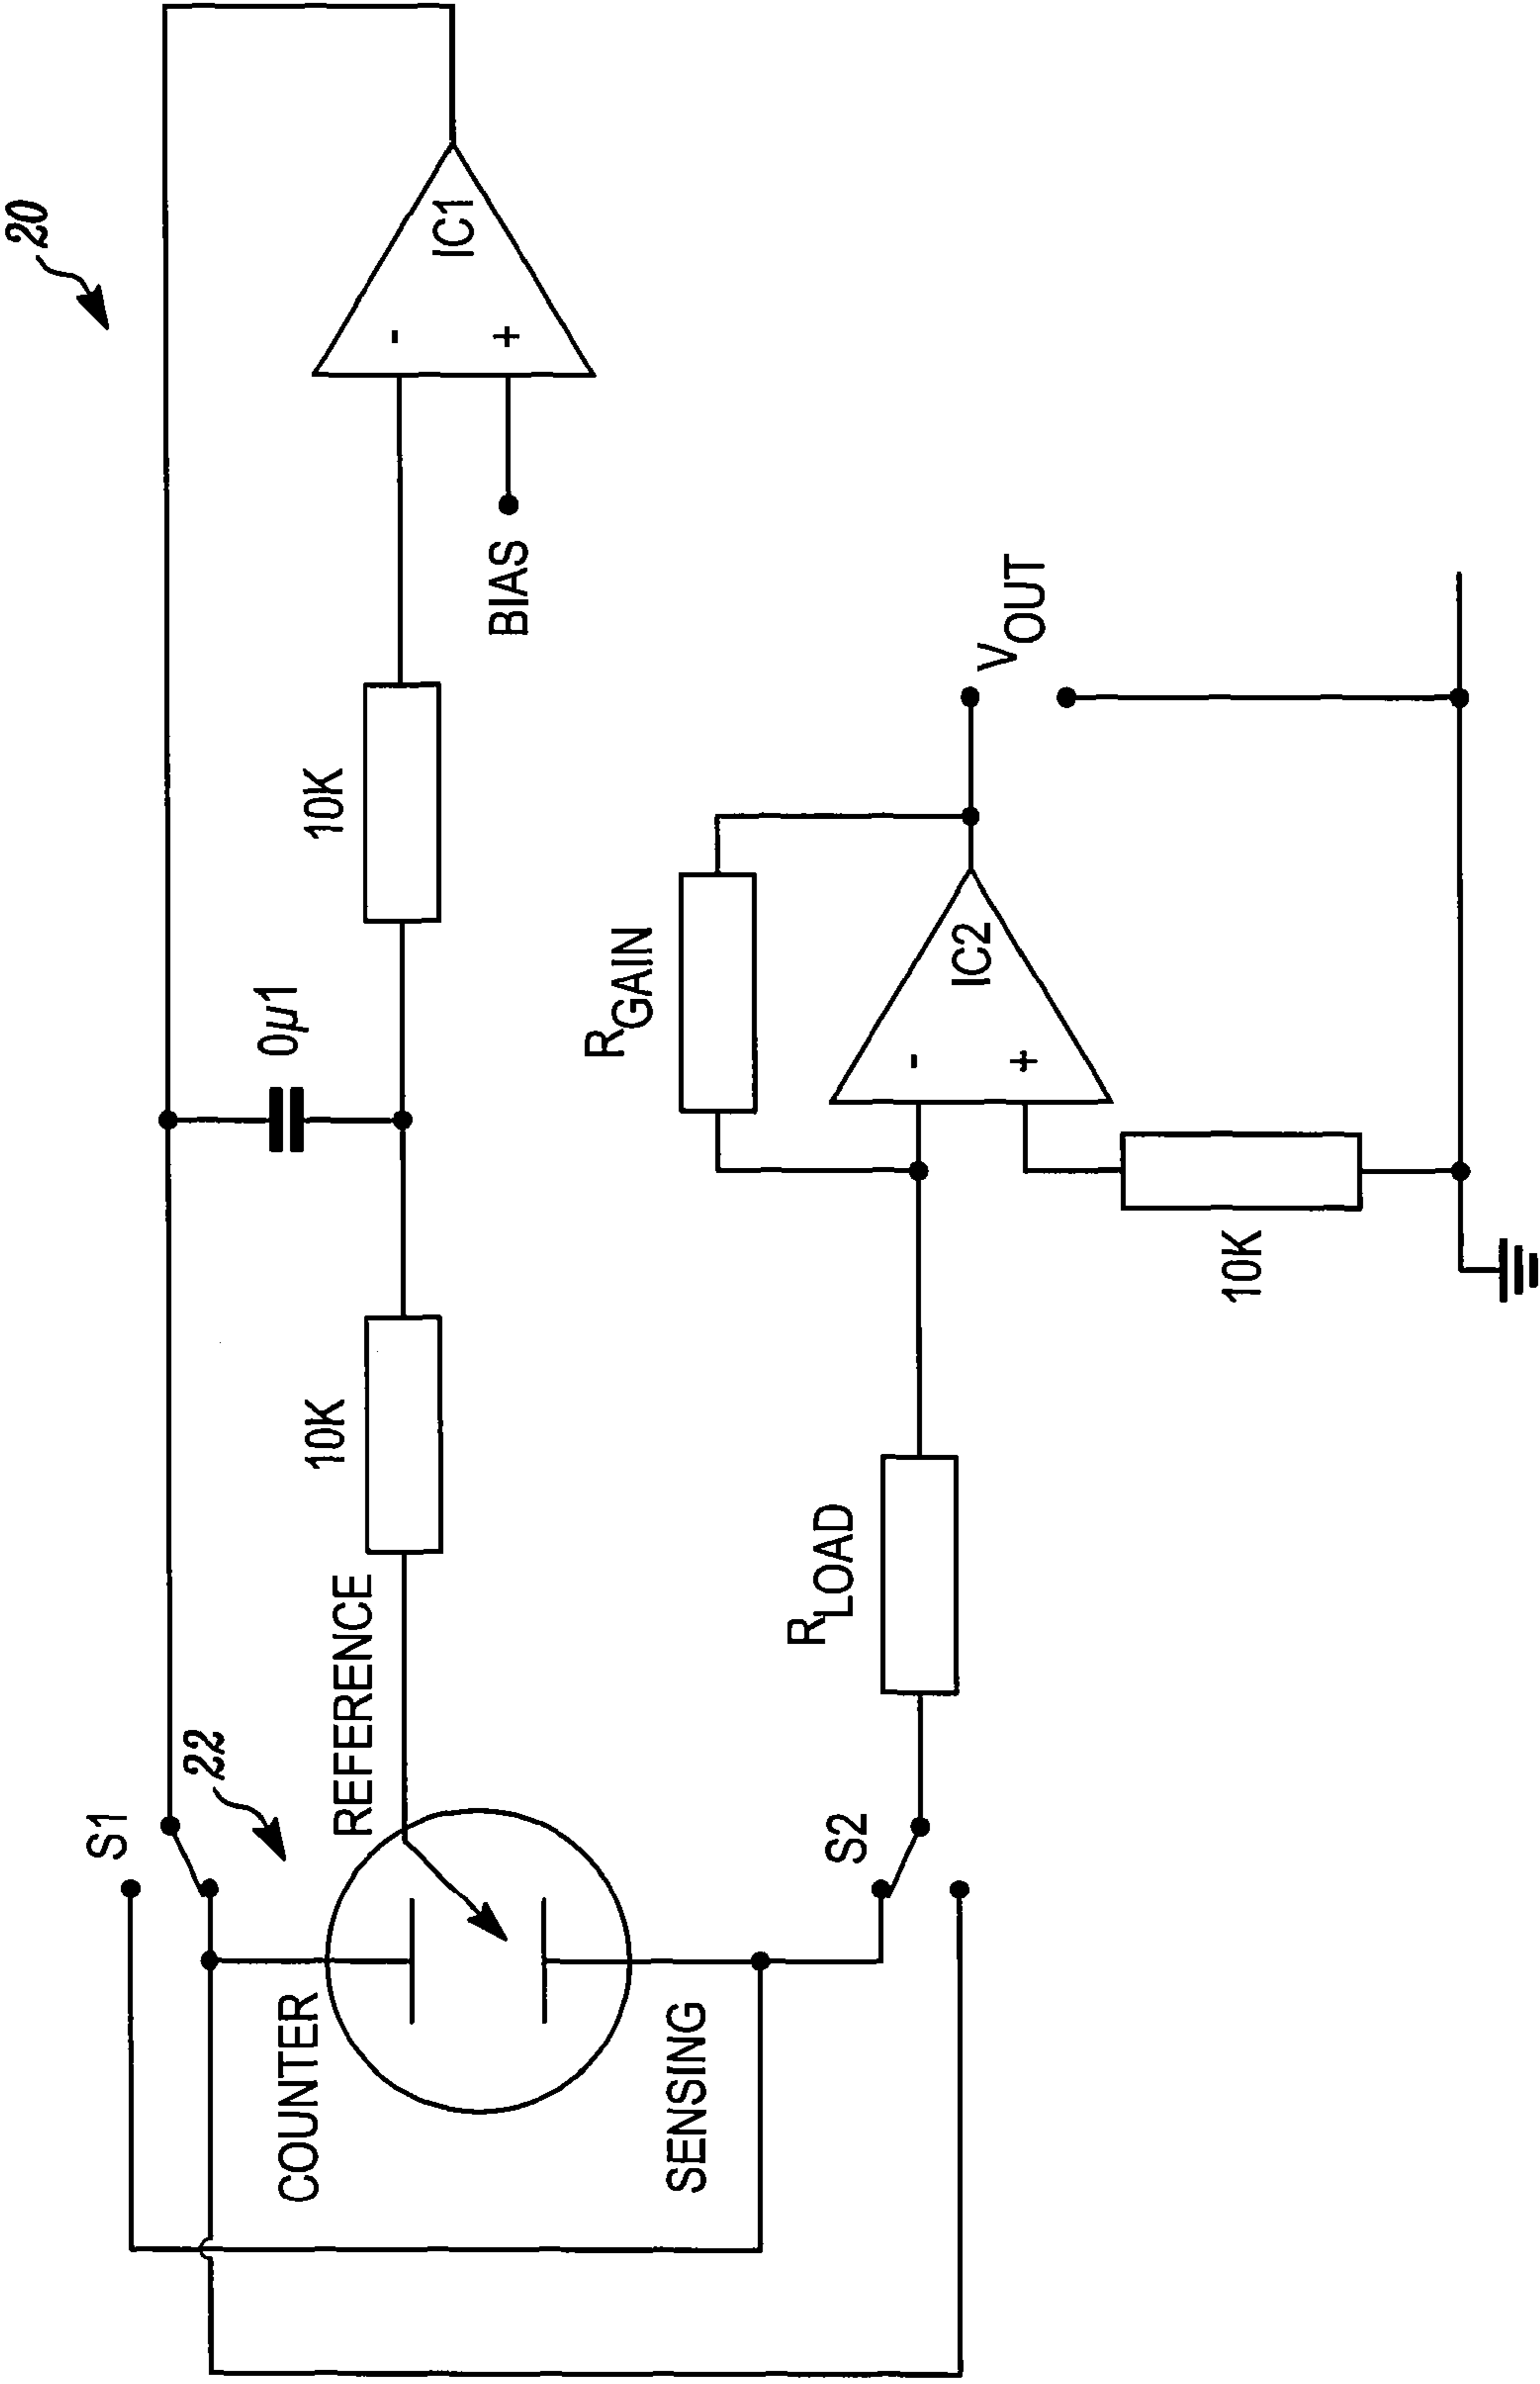 20
IC1
-
+
BIAS
10K
0µ1
10K
REFERENCE
S1
22
COUNTER
SENSING
S2
RLOAD
RGAIN
IC2
-
+
VOUT
10K